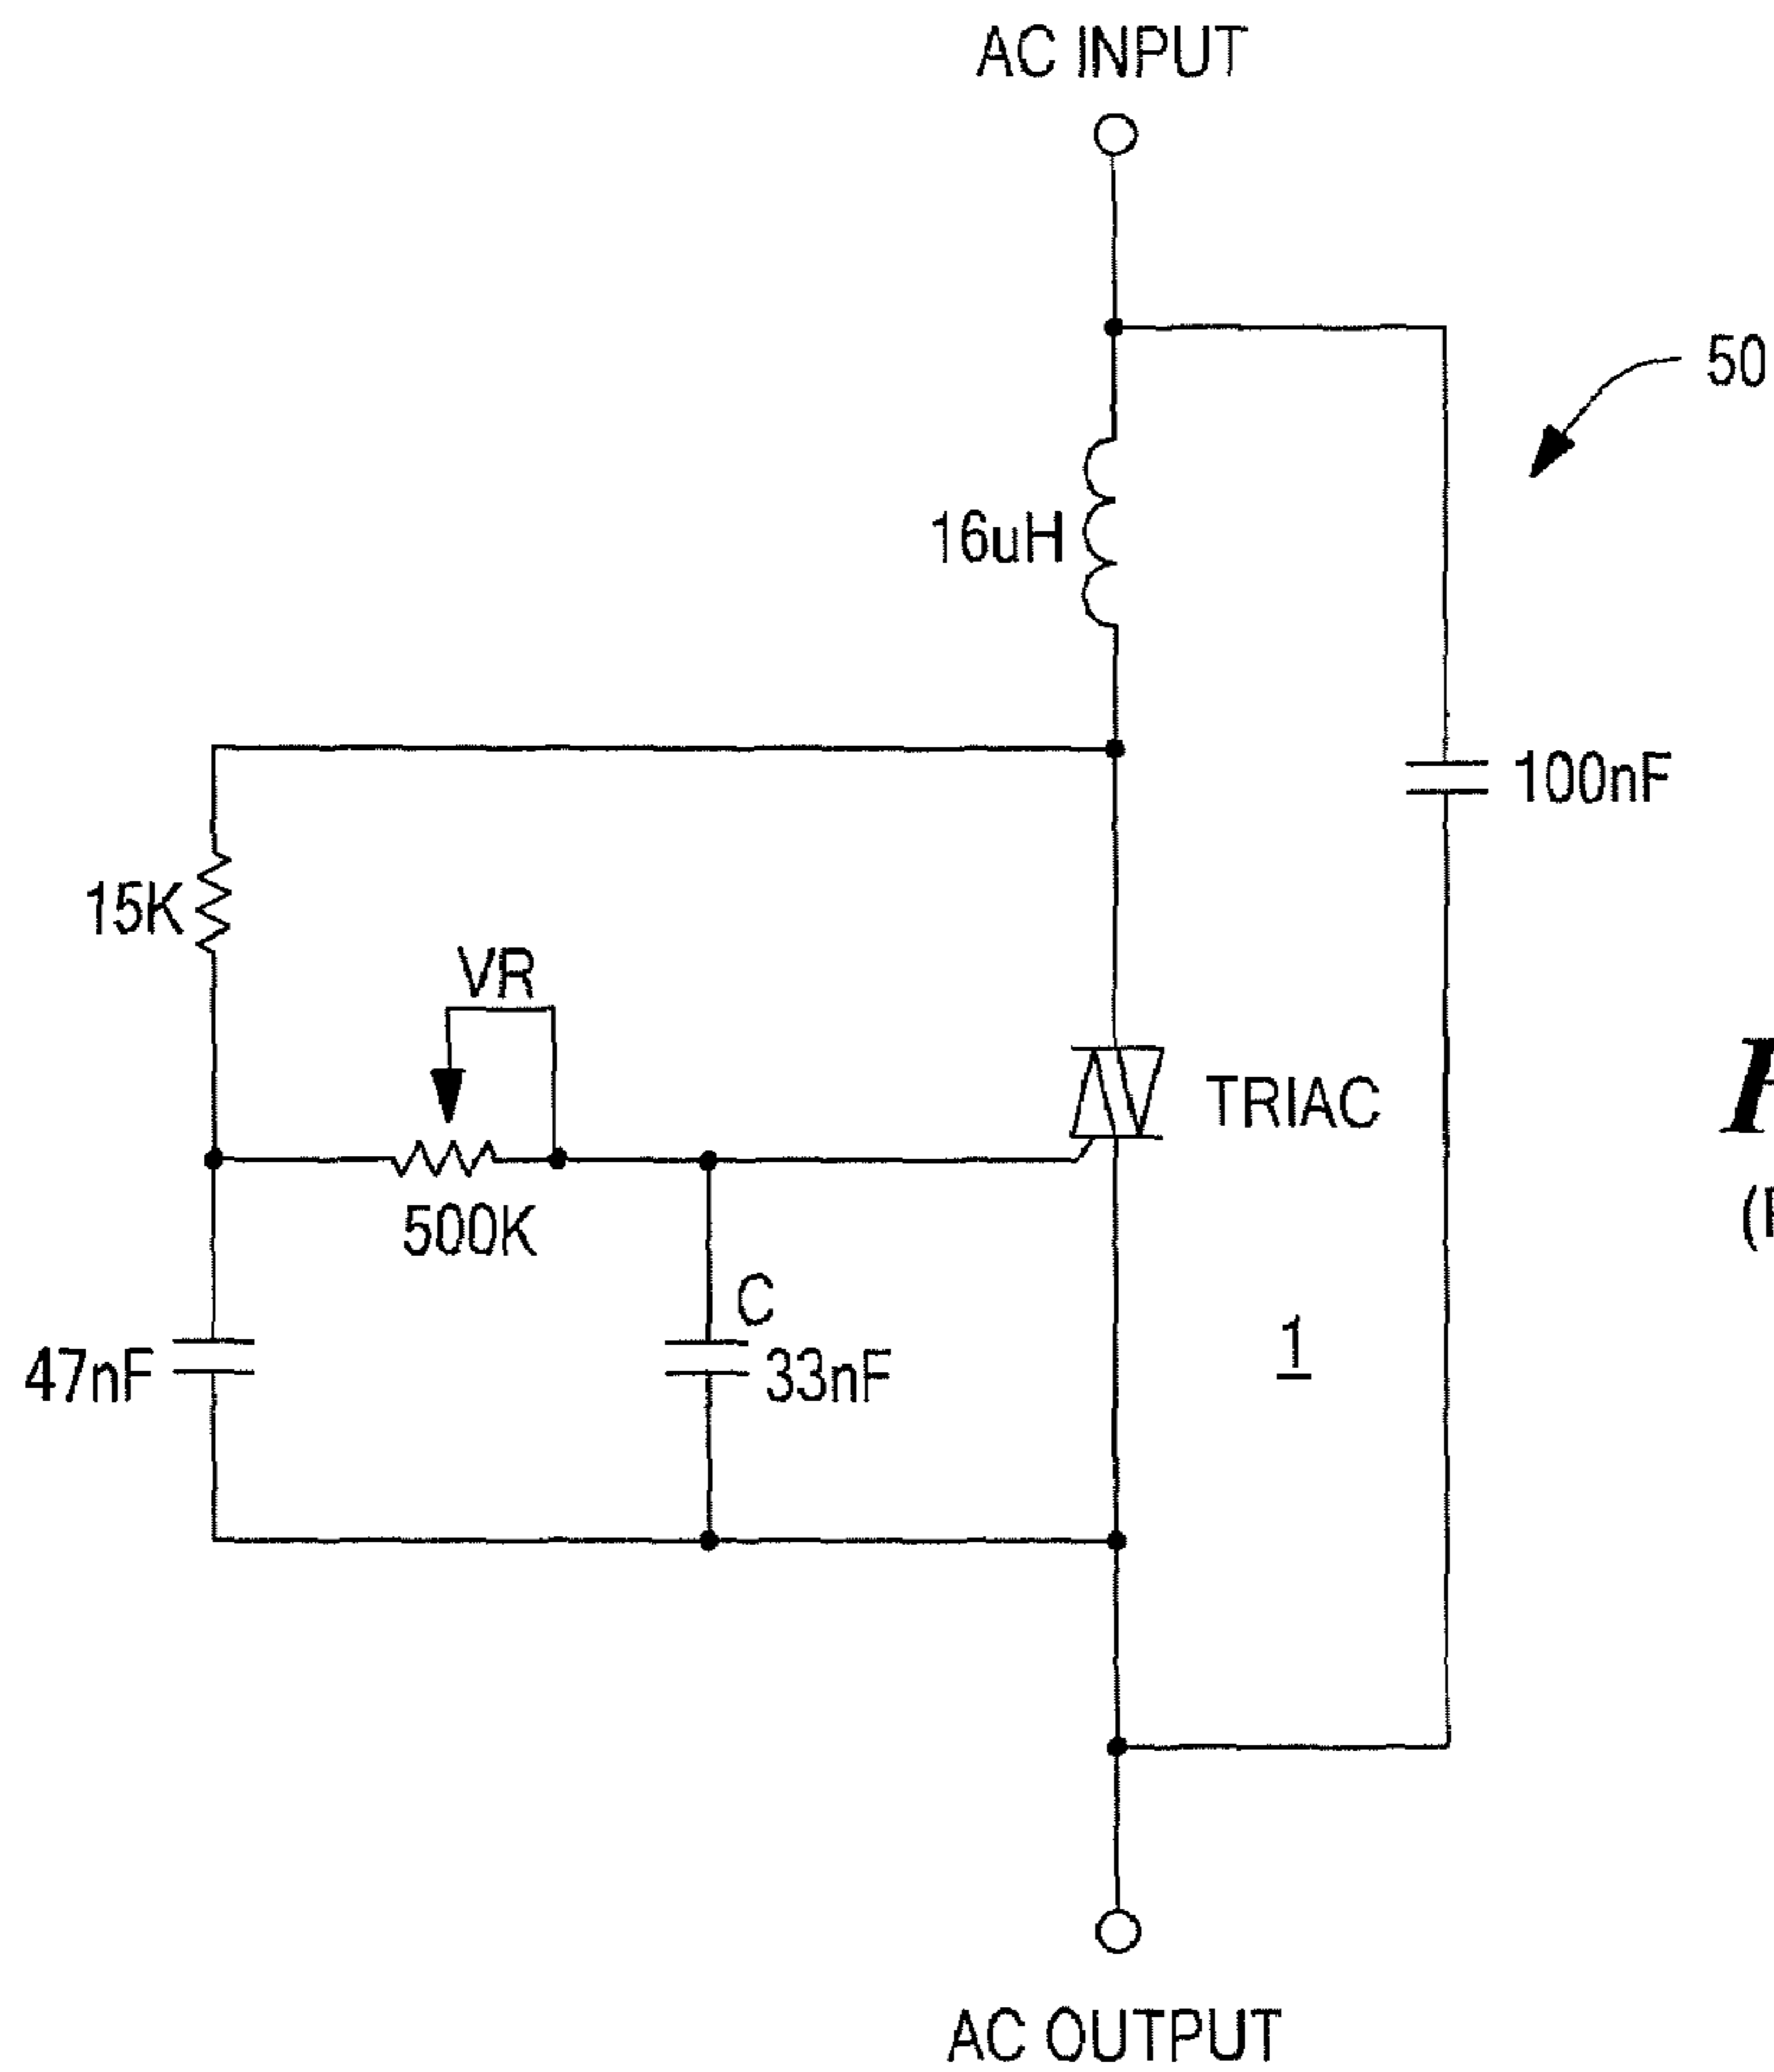 AC INPUT
50
16uH
100nF
15K
VR
TRIAC
500K
C
33nF
47nF
1
AC OUTPUT